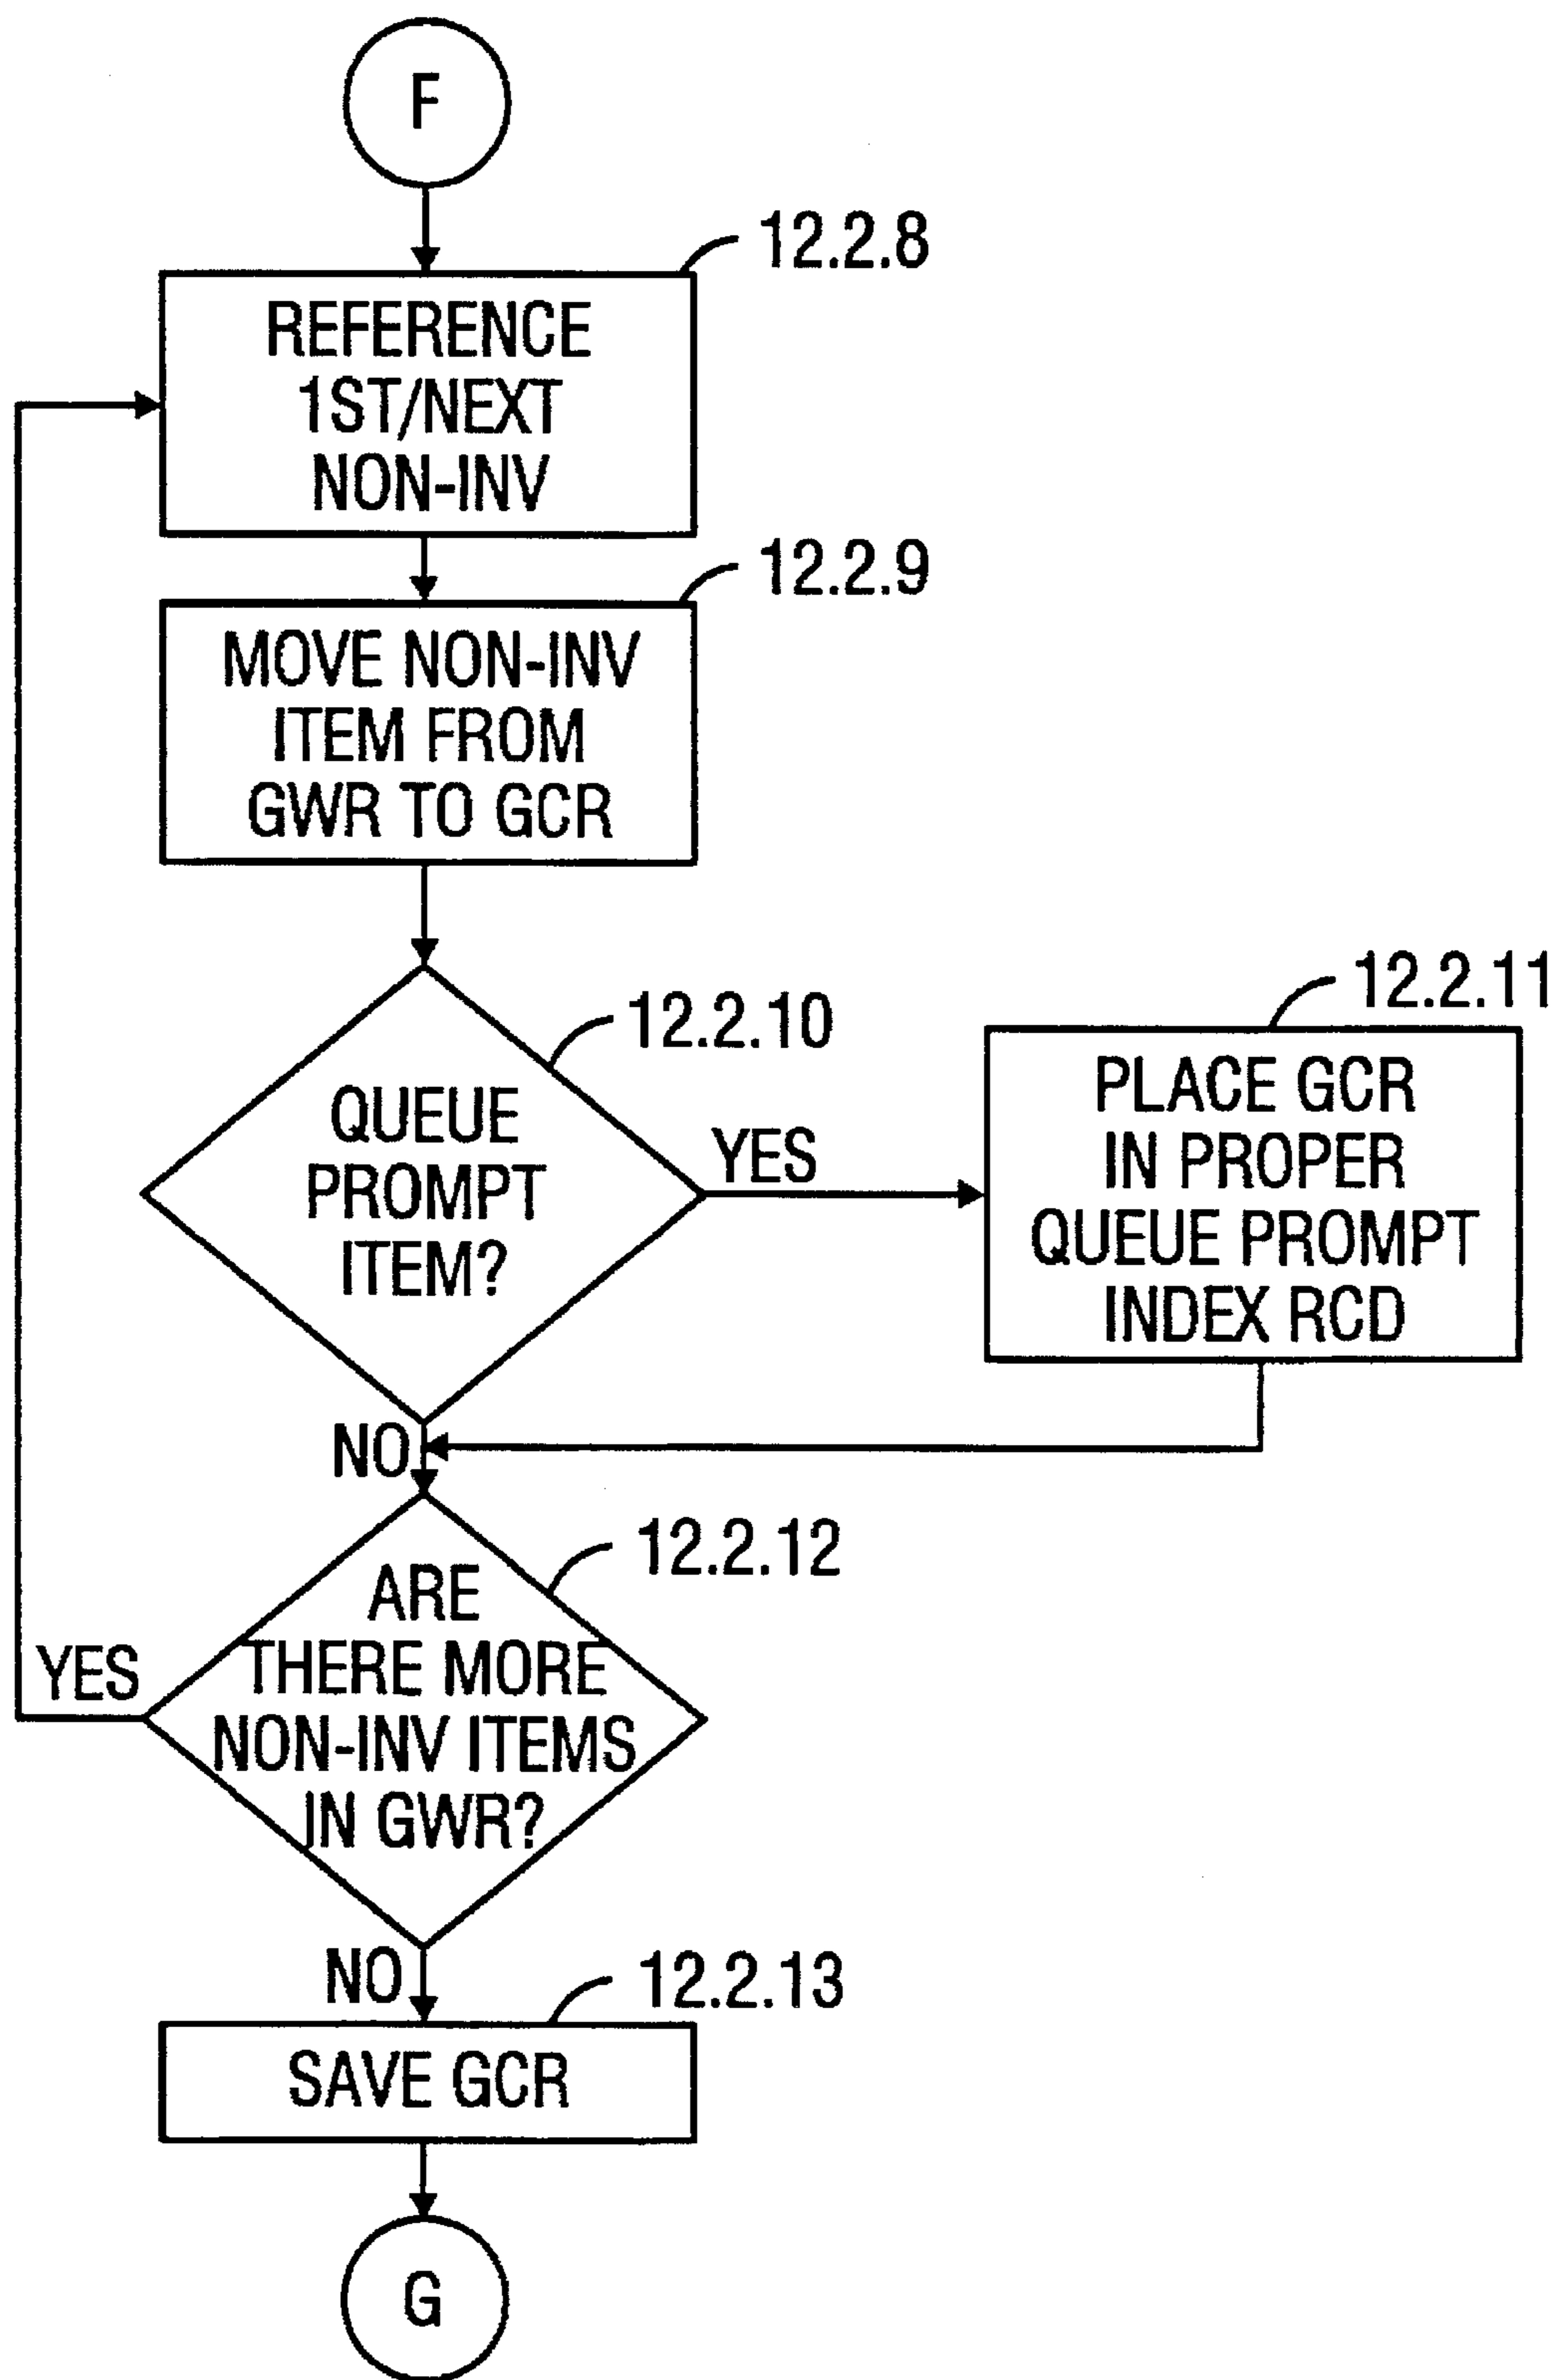 F
12.2.8
REFERENCE
1ST/NEXT
NON-INV
12.2.9
MOVE NON-INV
ITEM FROM
GWR TO GCR
12.2.10
QUEUE
PROMPT
ITEM?
YES
12.2.11
PLACE GCR
IN PROPER
QUEUE PROMPT
INDEX RCD
NO
12.2.12
ARE
THERE MORE
NON-INV ITEMS
IN GWR?
YES
NO
12.2.13
SAVE GCR
G